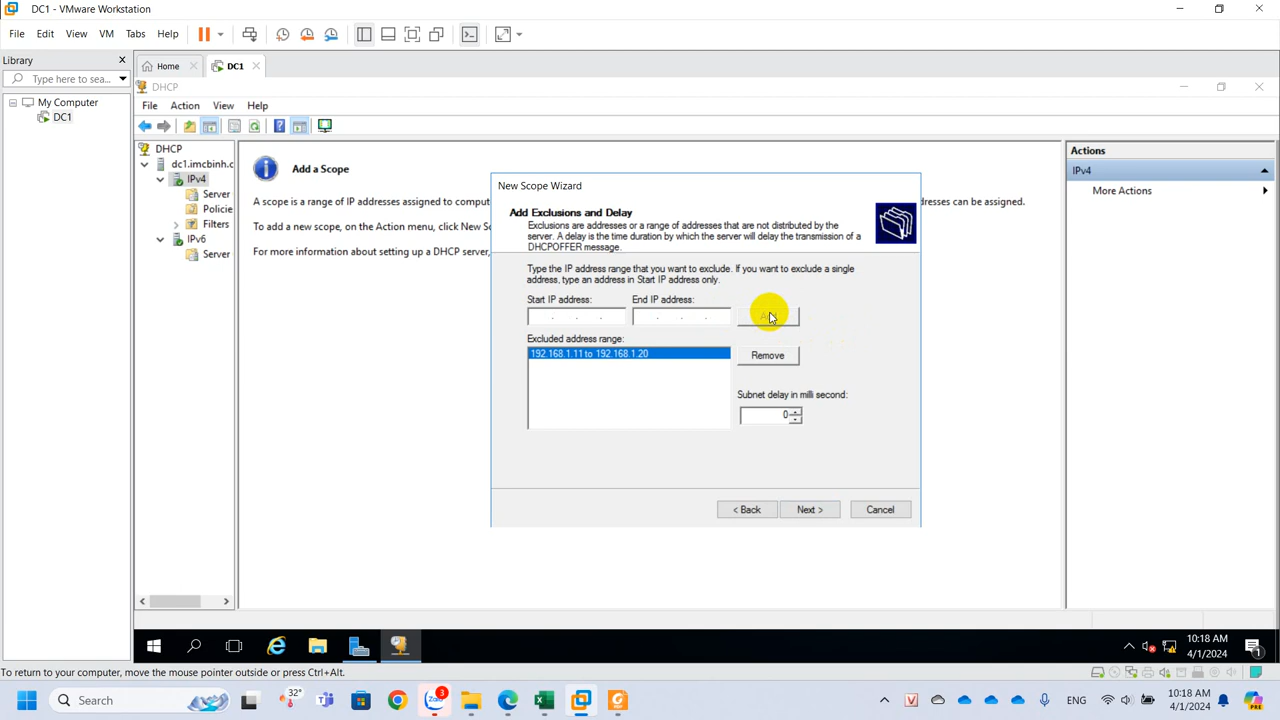 DC1 - VMware Workstation
File Edit View VM Tabs Help
Library
Type here to sea...
My Computer
DC1
Home
DC1
DHCP
File Action View Help
DHCP
dc1.imcbinh.c
IPv4
Server
Policie
Filters
IPv6
Server
Add a Scope
A scope is a range of IP addresses assigned to comput
resses can be assigned.
To add a new scope, on the Action menu, click New Sc
For more information about setting up a DHCP server,
New Scope Wizard
Add Exclusions and Delay
Exclusions are addresses or a range of addresses that are not distributed by the
server. A delay is the time duration by which the server will delay the transmission of a
DHCPOFFER message.
Type the IP address range that you want to exclude. If you want to exclude a single
address, type an address in Start IP address only.
Start IP address:
End IP address:
Excluded address range:
192.168.1.11 to 192.168.1.20
Remove
Subnet delay in milli second:
0
< Back
Next >
Cancel
Actions
IPv4
More Actions
10:18 AM
4/1/2024
1
To return to your computer, move the mouse pointer outside or press Ctrl+Alt.
Search
32°
Zalo
3
V
ENG
10:18 AM
4/1/2024
PRE